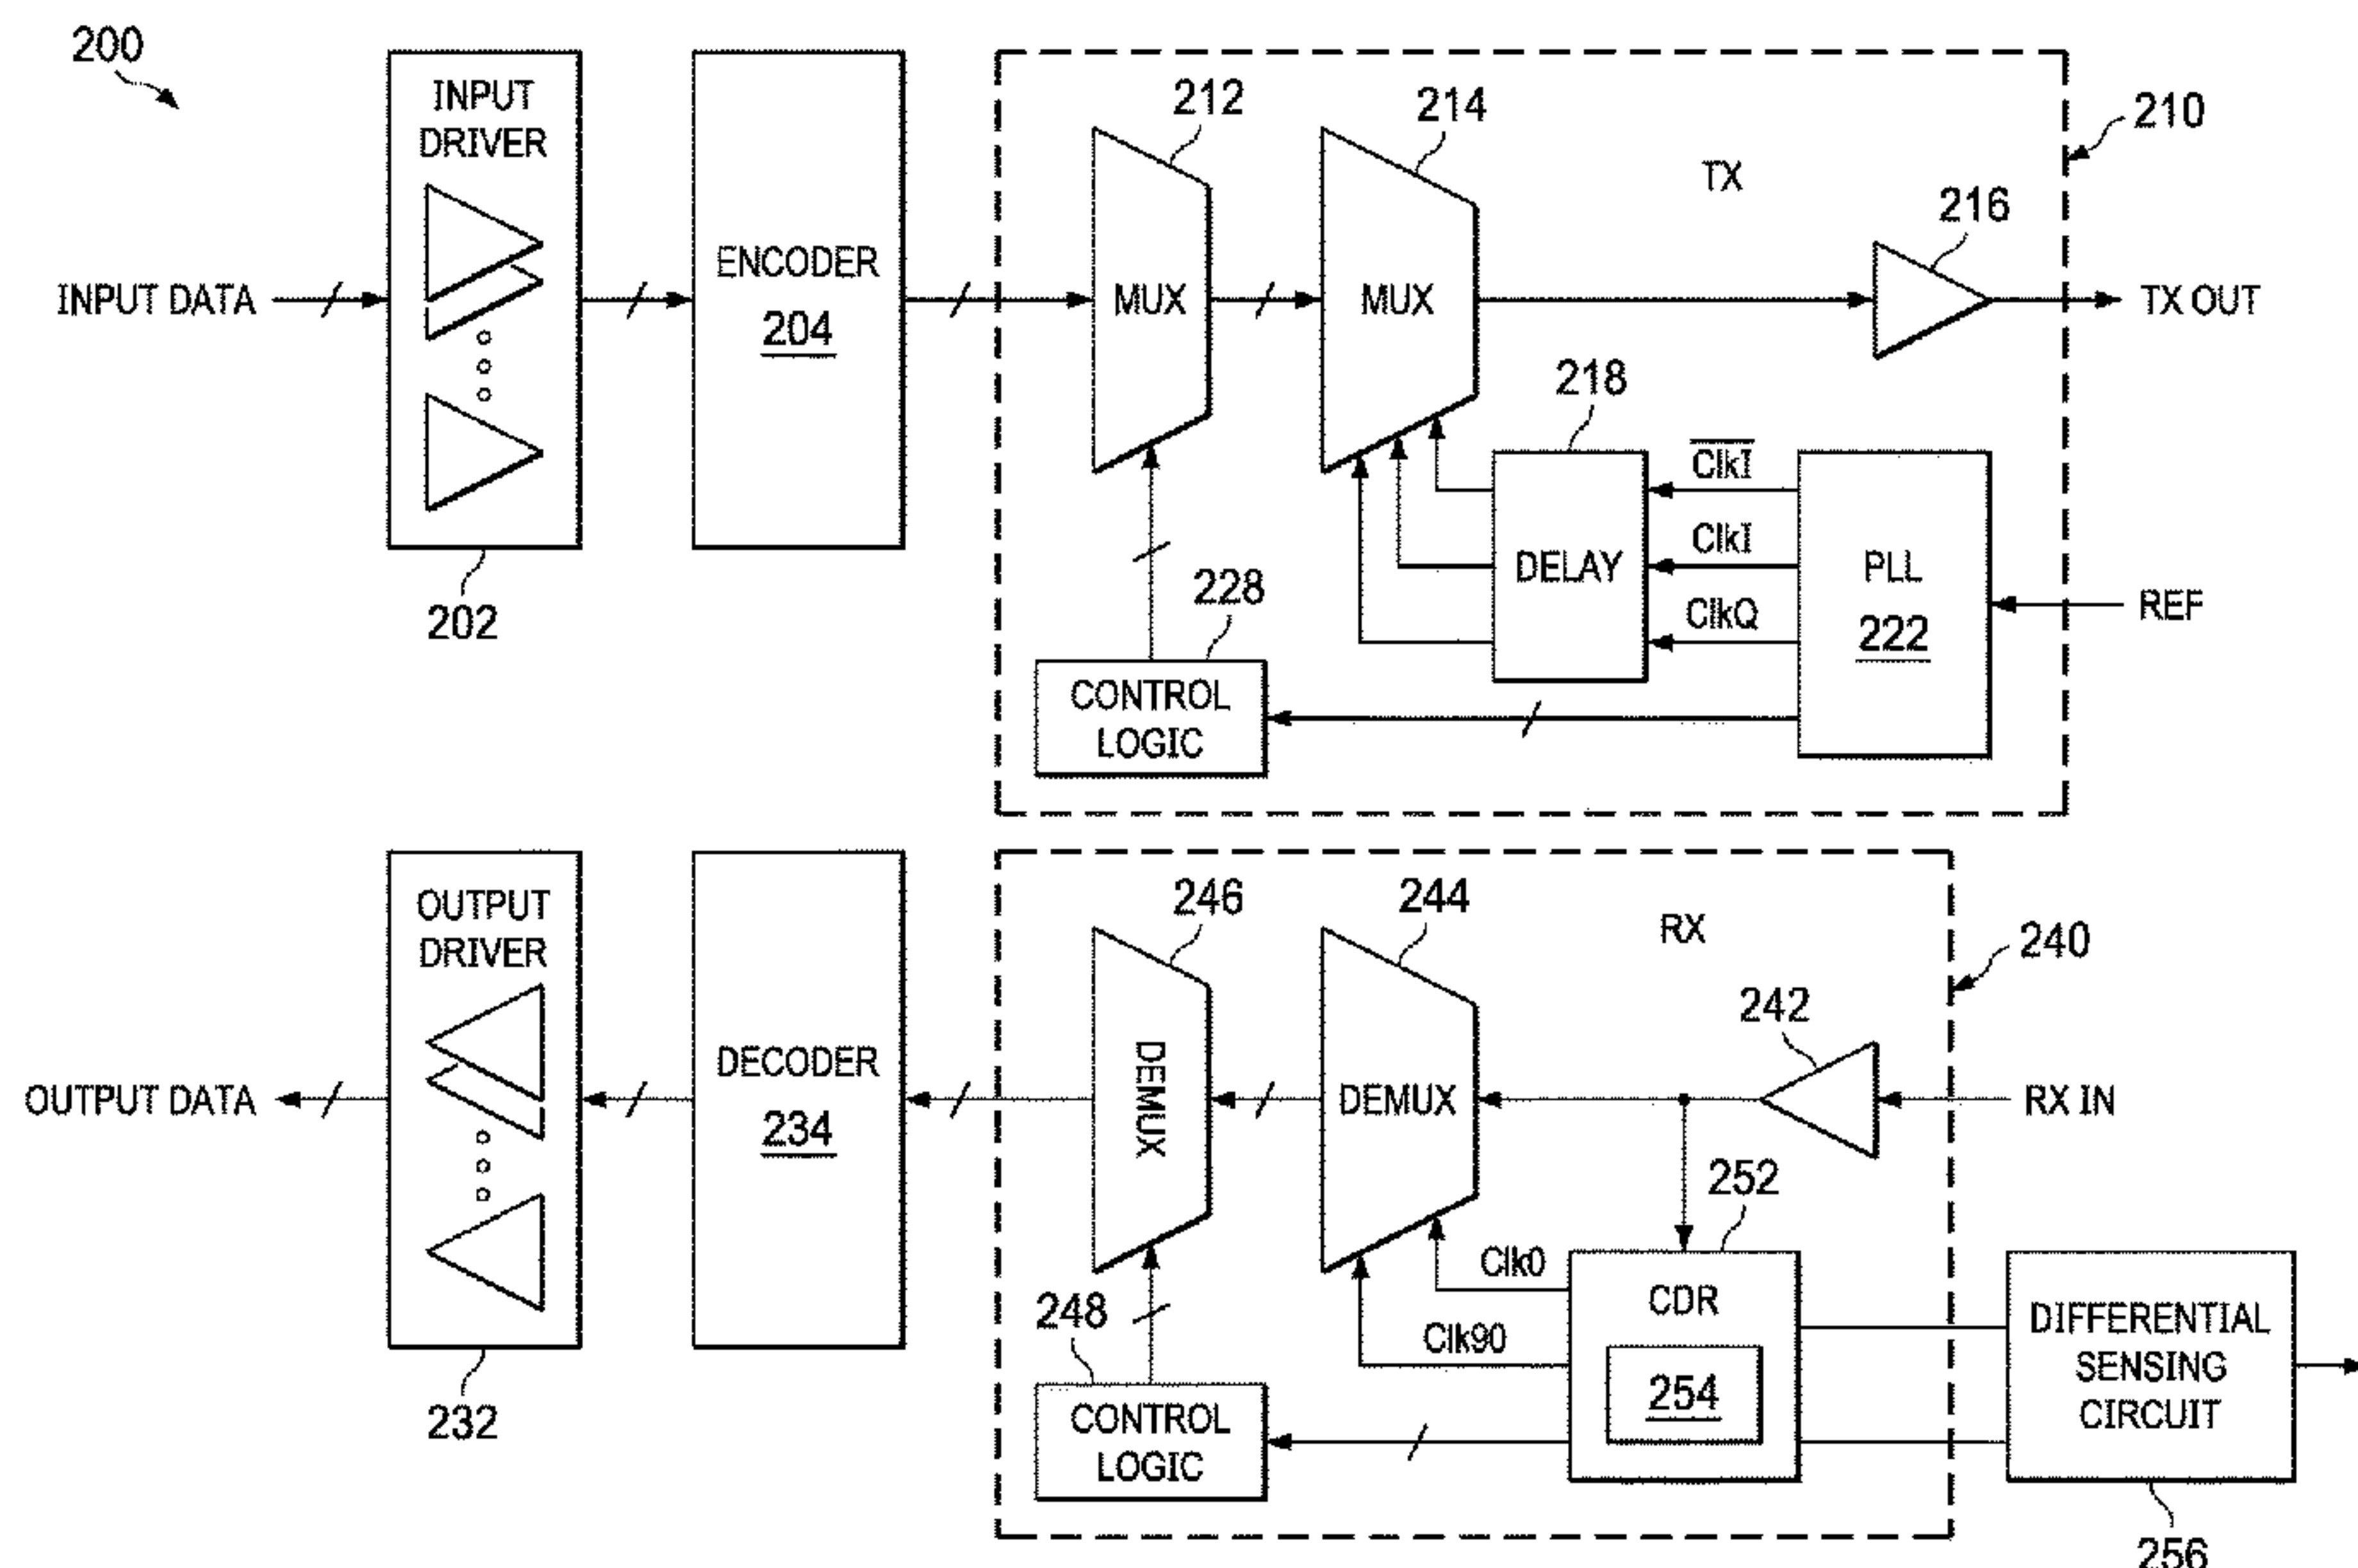 200
INPUT
DRIVER
202
INPUT DATA
ENCODER
204
212
MUX
214
MUX
TX
210
216
TX OUT
218
DELAY
C̅l̅k̅I̅
ClkI
ClkQ
PLL
222
REF
228
CONTROL
LOGIC
OUTPUT
DRIVER
232
OUTPUT DATA
DECODER
234
246
DEMUX
244
DEMUX
RX
240
242
RX IN
252
Clk0
Clk90
CDR
254
248
CONTROL
LOGIC
DIFFERENTIAL
SENSING
CIRCUIT
256